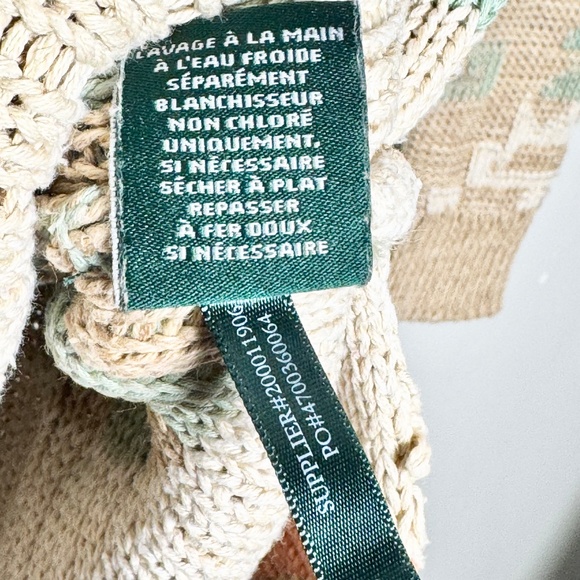 LAVAGE À LA MAIN
À L'EAU FROIDE
SÉPARÉMENT
BLANCHISSEUR
NON CHLORÉ
UNIQUEMENT,
SI NÉCESSAIRE
SÉCHER À PLAT
REPASSER
À FER DOUX
SI NÉCESSAIRE
SUPPLIER#20001190
PO#4700360064